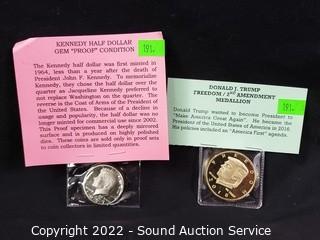 KENNEDY HALF DOLLAR
GEM "PROOF" CONDITION
191.
The Kennedy half dollar was first minted in
1964, less than a year after the death of
President John F. Kennedy. To memorialize
Kennedy, they chose the half dollar over the
quarter as Jacqueline Kennedy preferred to
not replace Washington on the quarter. The
reverse is the Coat of Arms of the President of
the United States. Because of a decline in
usage and popularity, the half dollar was no
longer minted for commercial use 2002.
This Proof specimen has a deeply mirrored
surface and is produced on highly polished
dies. These coins are sold only in proof sets
to coin collectors in limited quantities.
DONALD J. TRUMP
FREEDOM / 2nd AMENDMENT
MEDALLION
191.
Donald Trump wanted to become President to
"Make America Great Again". He became the
President of the United States of America in 2016.
His policies included an "America First" agenda.
Copyright 2022 - Sound Auction Service